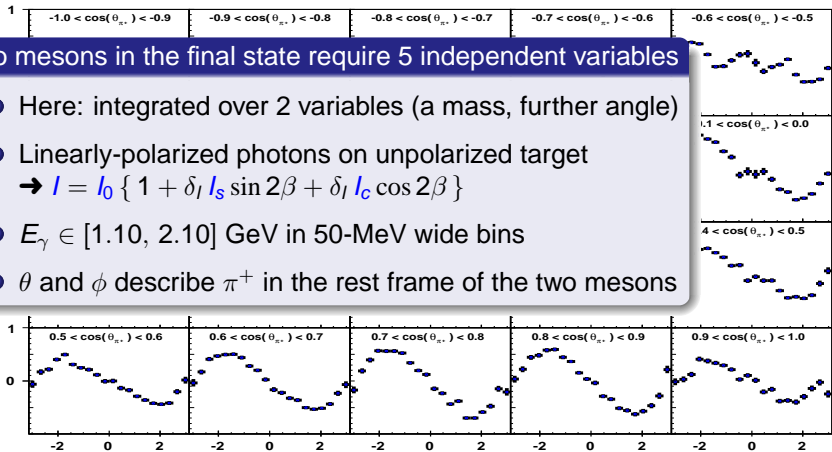 1
-1.0 < cos(θπ+) < -0.9
-0.9 < cos(θπ+) < -0.8
-0.8 < cos(θπ+) < -0.7
-0.7 < cos(θπ+) < -0.6
-0.6 < cos(θπ+) < -0.5
o mesons in the final state require 5 independent variables
Here: integrated over 2 variables (a mass, further angle)
Linearly-polarized photons on unpolarized target
➜ I = I₀ { 1 + δₗ Iₛ sin 2β + δₗ I꜀ cos 2β }
E_γ ∈ [1.10, 2.10] GeV in 50-MeV wide bins
θ and φ describe π⁺ in the rest frame of the two mesons
.1 < cos(θπ+) < 0.0
4 < cos(θπ+) < 0.5
1
0.5 < cos(θπ+) < 0.6
0.6 < cos(θπ+) < 0.7
0.7 < cos(θπ+) < 0.8
0.8 < cos(θπ+) < 0.9
0.9 < cos(θπ+) < 1.0
0
-2 0 2 -2 0 2 -2 0 2 -2 0 2 -2 0 2